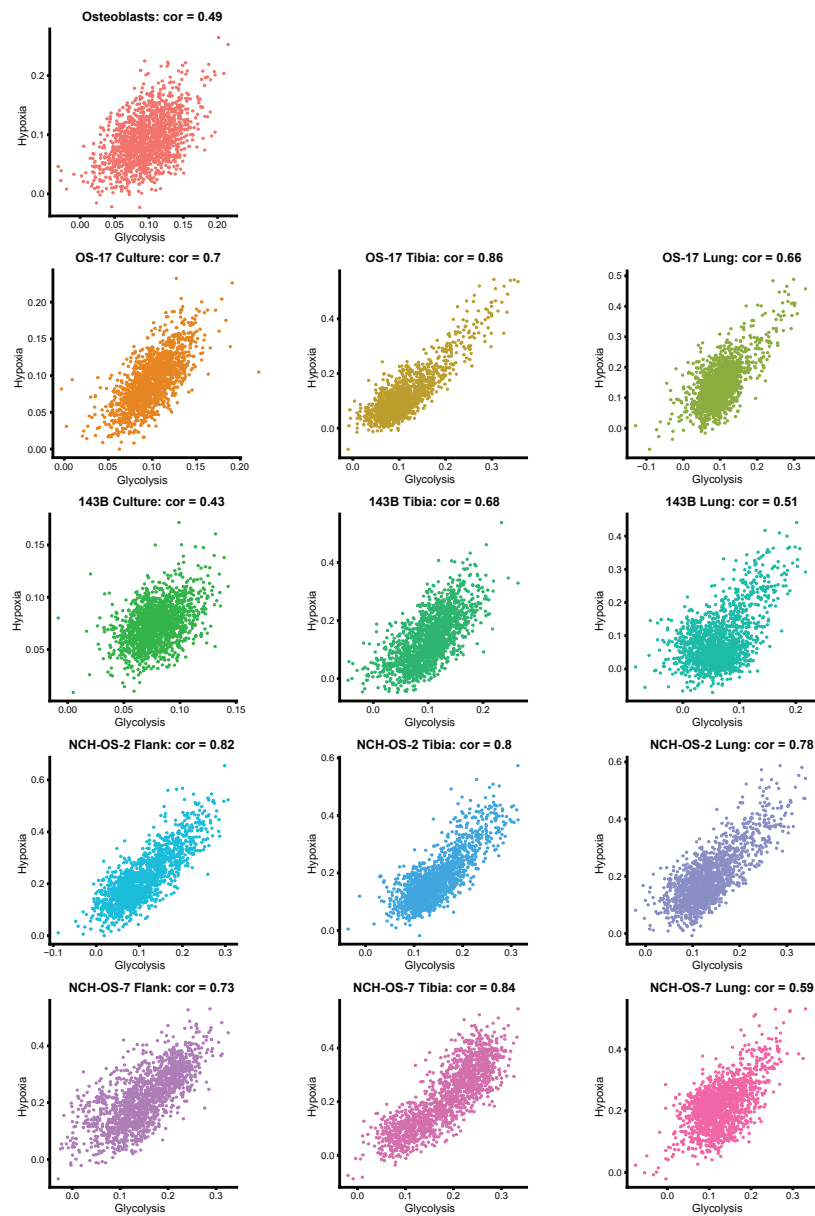 Osteoblasts: cor = 0.49
0.2
0.1
0.0
Hypoxia
0.00 0.05 0.10 0.15 0.20
Glycolysis
OS-17 Culture: cor = 0.7
0.20
0.15
0.10
0.05
0.00
Hypoxia
0.00 0.05 0.10 0.15 0.20
Glycolysis
OS-17 Tibia: cor = 0.86
0.4
0.2
0.0
Hypoxia
0.0 0.1 0.2 0.3
Glycolysis
OS-17 Lung: cor = 0.66
0.5
0.4
0.3
0.2
0.1
0.0
Hypoxia
−0.1 0.0 0.1 0.2 0.3
Glycolysis
143B Culture: cor = 0.43
0.15
0.10
0.05
Hypoxia
0.00 0.05 0.10 0.15
Glycolysis
143B Tibia: cor = 0.68
0.4
0.2
0.0
Hypoxia
0.0 0.1 0.2
Glycolysis
143B Lung: cor = 0.51
0.4
0.3
0.2
0.1
0.0
Hypoxia
0.0 0.1 0.2
Glycolysis
NCH-OS-2 Flank: cor = 0.82
0.6
0.4
0.2
0.0
Hypoxia
−0.1 0.0 0.1 0.2 0.3
Glycolysis
NCH-OS-2 Tibia: cor = 0.8
0.6
0.4
0.2
0.0
Hypoxia
0.0 0.1 0.2 0.3
Glycolysis
NCH-OS-2 Lung: cor = 0.78
0.6
0.4
0.2
0.0
Hypoxia
0.0 0.1 0.2 0.3
Glycolysis
NCH-OS-7 Flank: cor = 0.73
0.4
0.2
0.0
Hypoxia
0.0 0.1 0.2 0.3
Glycolysis
NCH-OS-7 Tibia: cor = 0.84
0.4
0.2
0.0
Hypoxia
0.0 0.1 0.2 0.3
Glycolysis
NCH-OS-7 Lung: cor = 0.59
0.4
0.2
0.0
Hypoxia
0.0 0.1 0.2 0.3
Glycolysis